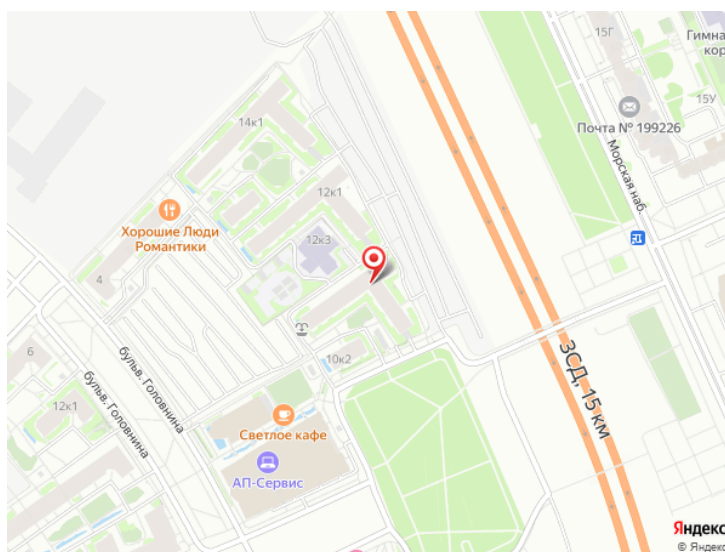 15Г
Гимна
кор
15У
Почта № 199226
Морская наб.
14к1
12к1
Хорошие Люди
Романтики
12к3
4
6
бульв. Головнина
10к2
12к1
бульв. Головнина
Светлое кафе
АП-Сервис
ЗСД, 15 км
Яндекс
© Яндекс